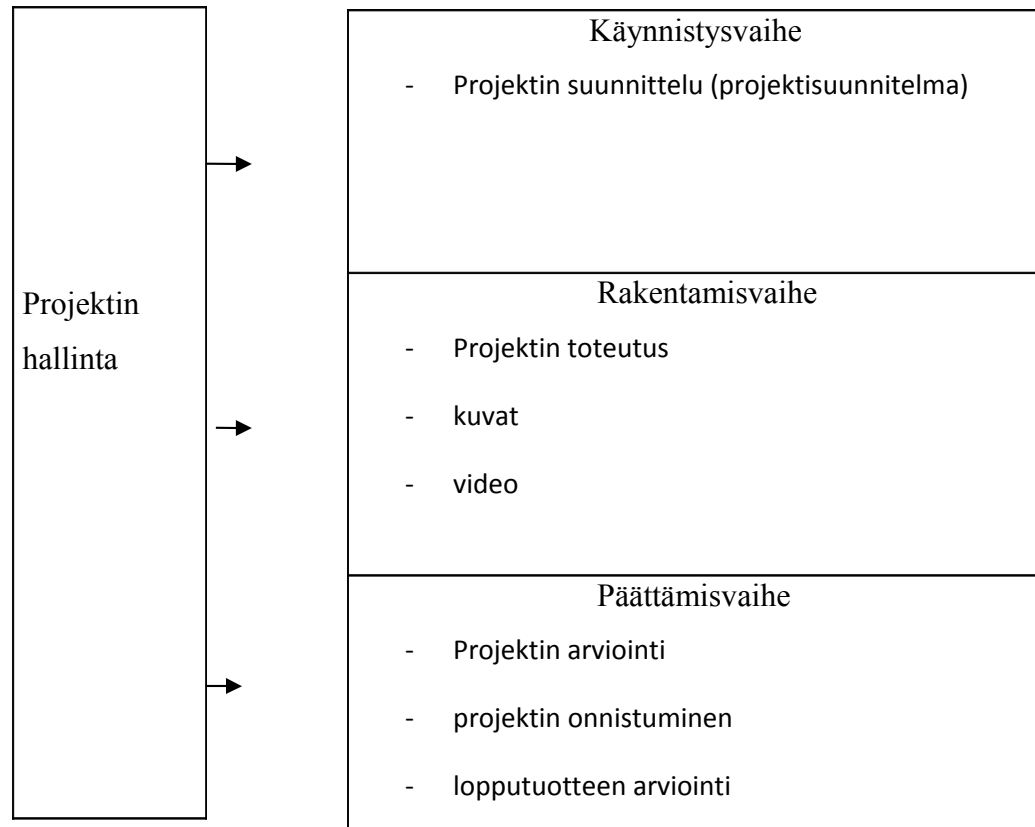 Projektin
hallinta
Käynnistysvaihe
- Projektin suunnittelu (projektisuunnitelma)
Rakentamisvaihe
- Projektin toteutus
- kuvat
- video
Päättämisvaihe
- Projektin arviointi
- projektin onnistuminen
- lopputuotteen arviointi